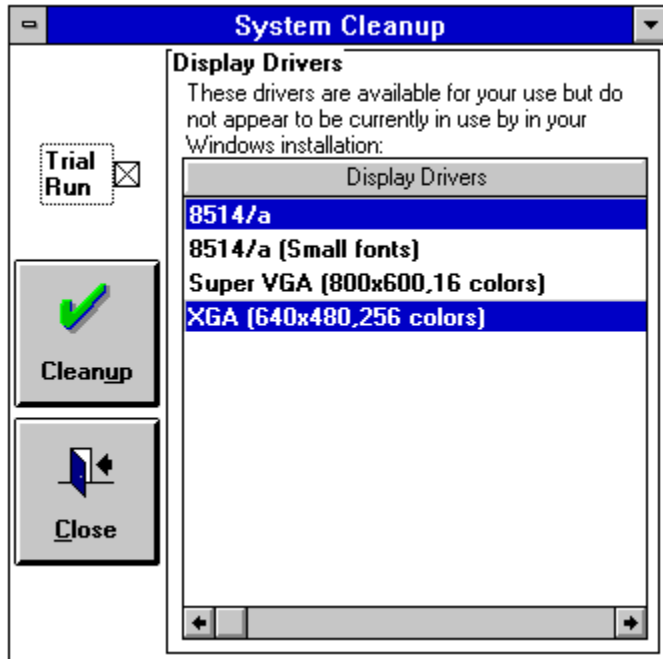 System Cleanup
Display Drivers
These drivers are available for your use but do
not appear to be currently in use by in your
Windows installation:
Trial
Run
Display Drivers
8514/a
8514/a (Small fonts)
Super VGA (800x600,16 colors)
XGA (640x480,256 colors)
Cleanup
Close